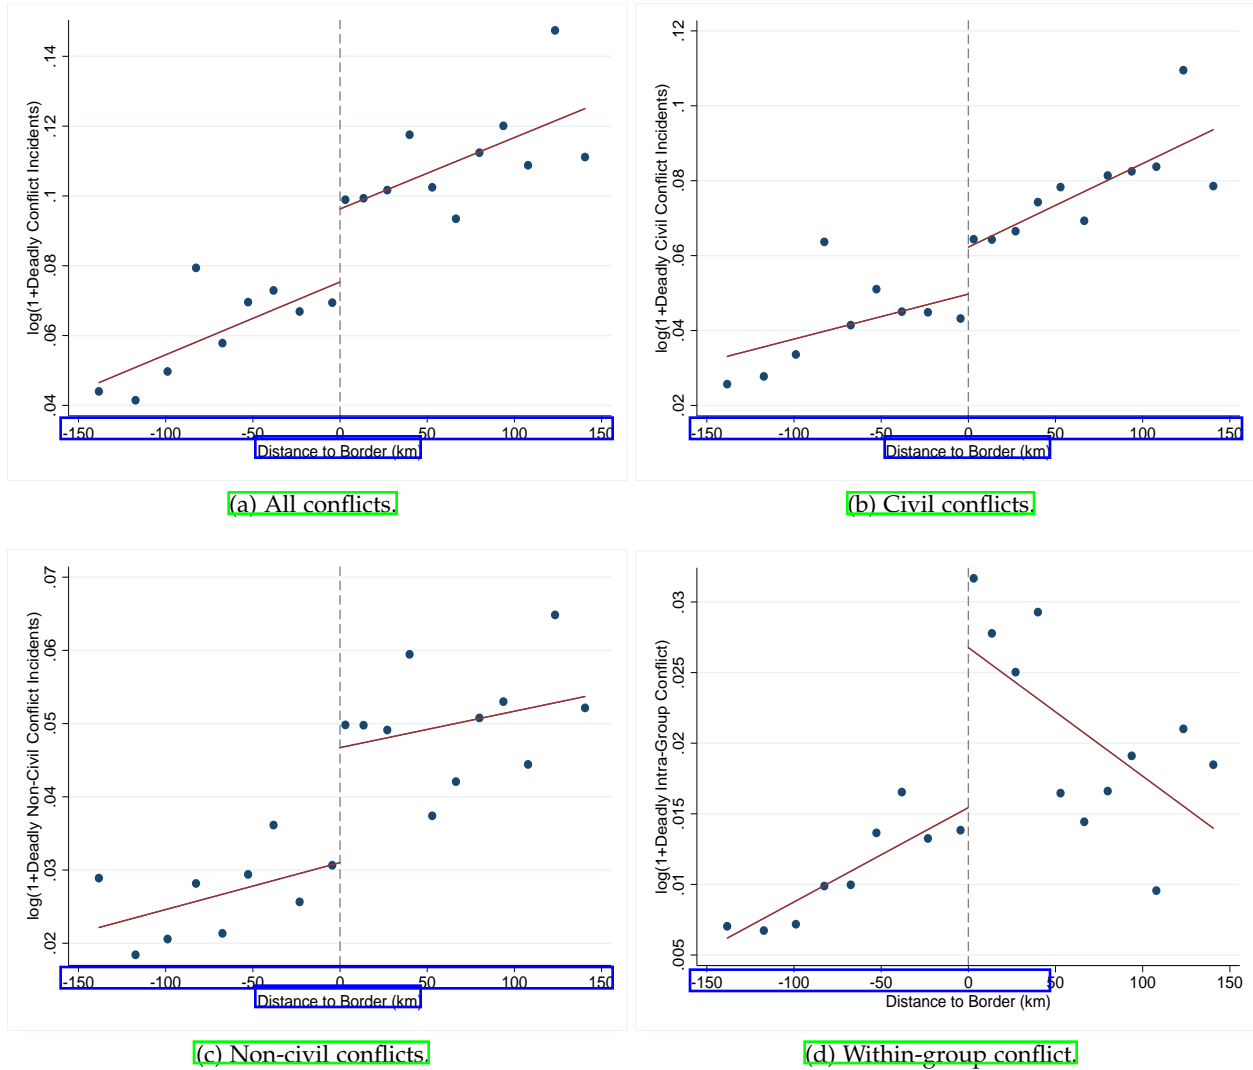 log(1+Deadly Conflict Incidents)
.14
.12
.1
.08
.06
.04
-150 -100 -50 0 50 100 150
Distance to Border (km)
(a) All conflicts.
log(1+Deadly Civil Conflict Incidents)
.12
.1
.08
.06
.04
.02
-150 -100 -50 0 50 100 150
Distance to Border (km)
(b) Civil conflicts.
log(1+Deadly Non-Civil Conflict Incidents)
.07
.06
.05
.04
.03
.02
-150 -100 -50 0 50 100 150
Distance to Border (km)
(c) Non-civil conflicts.
log(1+Deadly Intra-Group Conflict)
.03
.025
.02
.015
.01
.005
-150 -100 -50 0 50 100 150
Distance to Border (km)
(d) Within-group conflict.